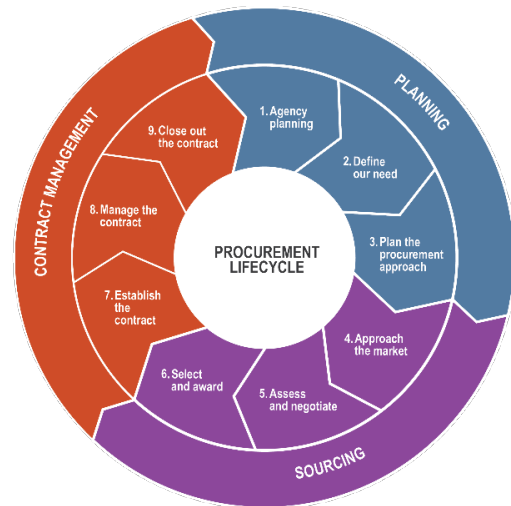 PROCUREMENT
LIFECYCLE
PLANNING
1. Agency
planning
2. Define
our need
3. Plan the
procurement
approach
SOURCING
4. Approach
the market
5. Assess
and negotiate
6. Select
and award
CONTRACT MANAGEMENT
7. Establish
the
contract
8. Manage the
contract
9. Close out
the contract